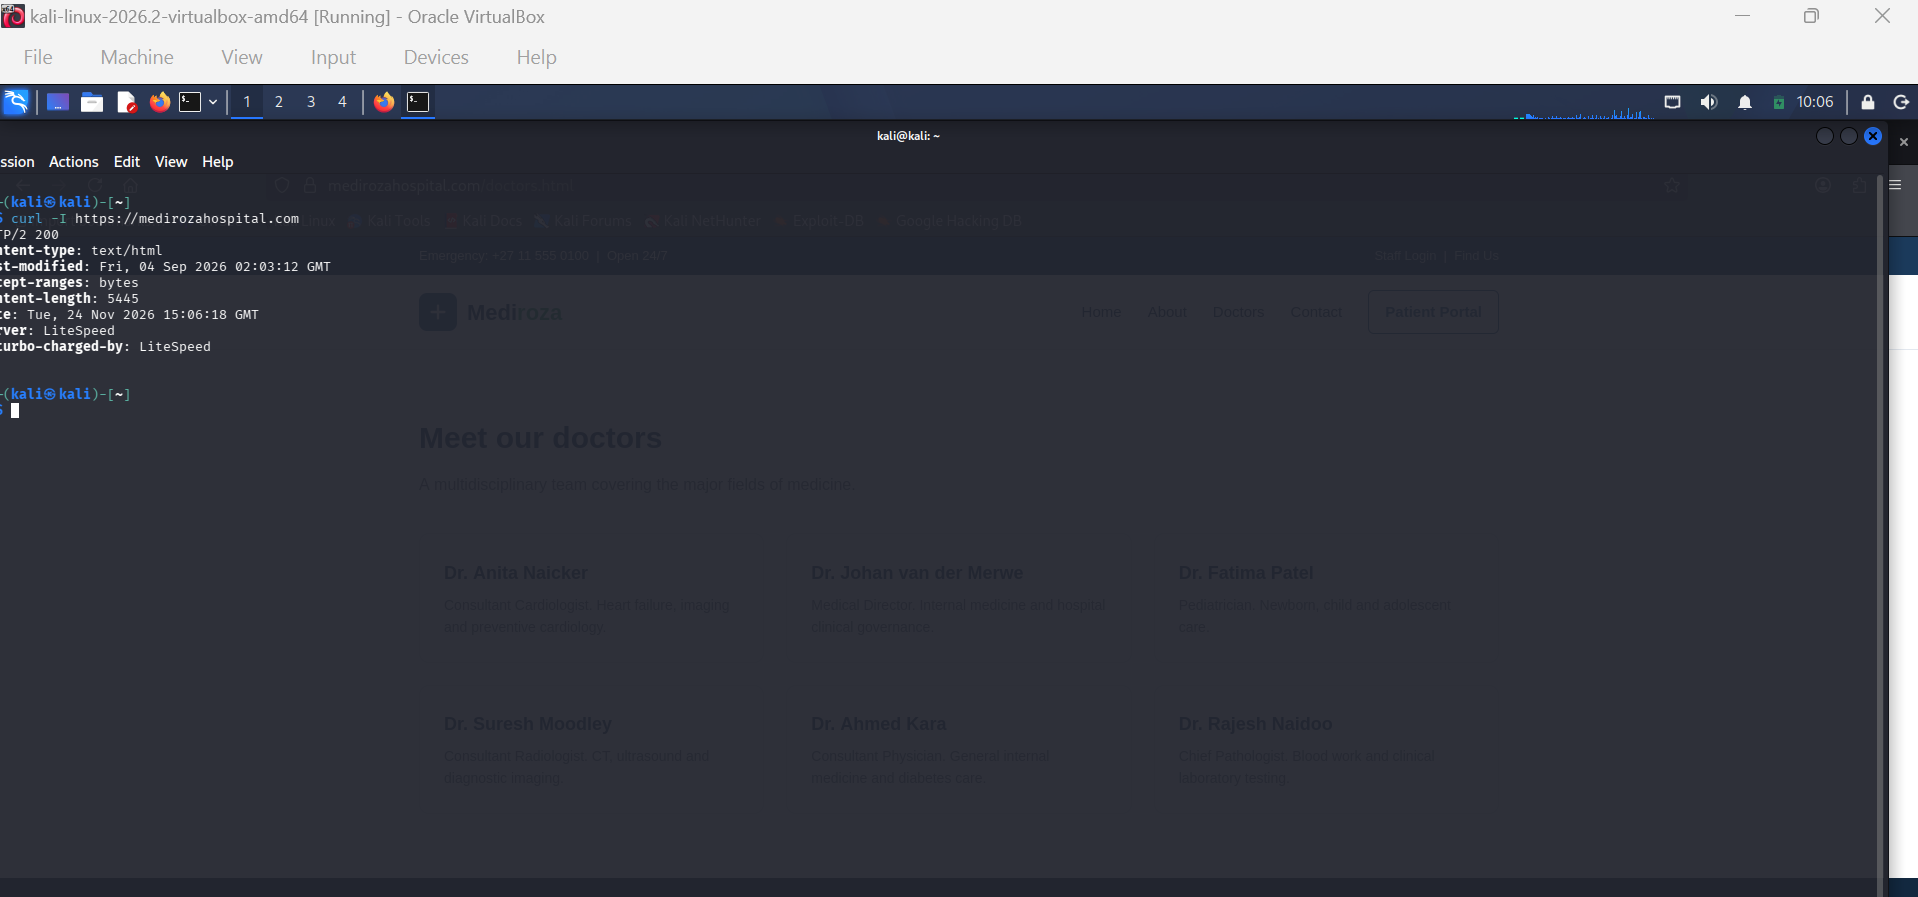 kali-linux-2026.2-virtualbox-amd64 [Running] - Oracle VirtualBox
File Machine View Input Devices Help
1 2 3 4 10:06
kali@kali: ~
ssion Actions Edit View Help
medirozahospital.com/doctors.html
-(kali㉿kali)-[~]
$ curl -I https://medirozahospital.com
Linux Kali Tools Kali Docs Kali Forums Kali NetHunter Exploit-DB Google Hacking DB
TP/2 200
ntent-type: text/html
Emergency: +27 11 555 0100 | Open 24/7 Staff Login | Find Us
st-modified: Fri, 04 Sep 2026 02:03:12 GMT
cept-ranges: bytes
ntent-length: 5445
te: Tue, 24 Nov 2026 15:06:18 GMT
rver: LiteSpeed
turbo-charged-by: LiteSpeed
+ Mediroza Home About Doctors Contact Patient Portal
-(kali㉿kali)-[~]
$
Meet our doctors
A multidisciplinary team covering the major fields of medicine.
Dr. Anita Naicker
Consultant Cardiologist. Heart failure, imaging
and preventive cardiology.
Dr. Johan van der Merwe
Medical Director. Internal medicine and hospital
clinical governance.
Dr. Fatima Patel
Pediatrician. Newborn, child and adolescent
care.
Dr. Suresh Moodley
Consultant Radiologist. CT, ultrasound and
diagnostic imaging.
Dr. Ahmed Kara
Consultant Physician. General internal
medicine and diabetes care.
Dr. Rajesh Naidoo
Chief Pathologist. Blood work and clinical
laboratory testing.